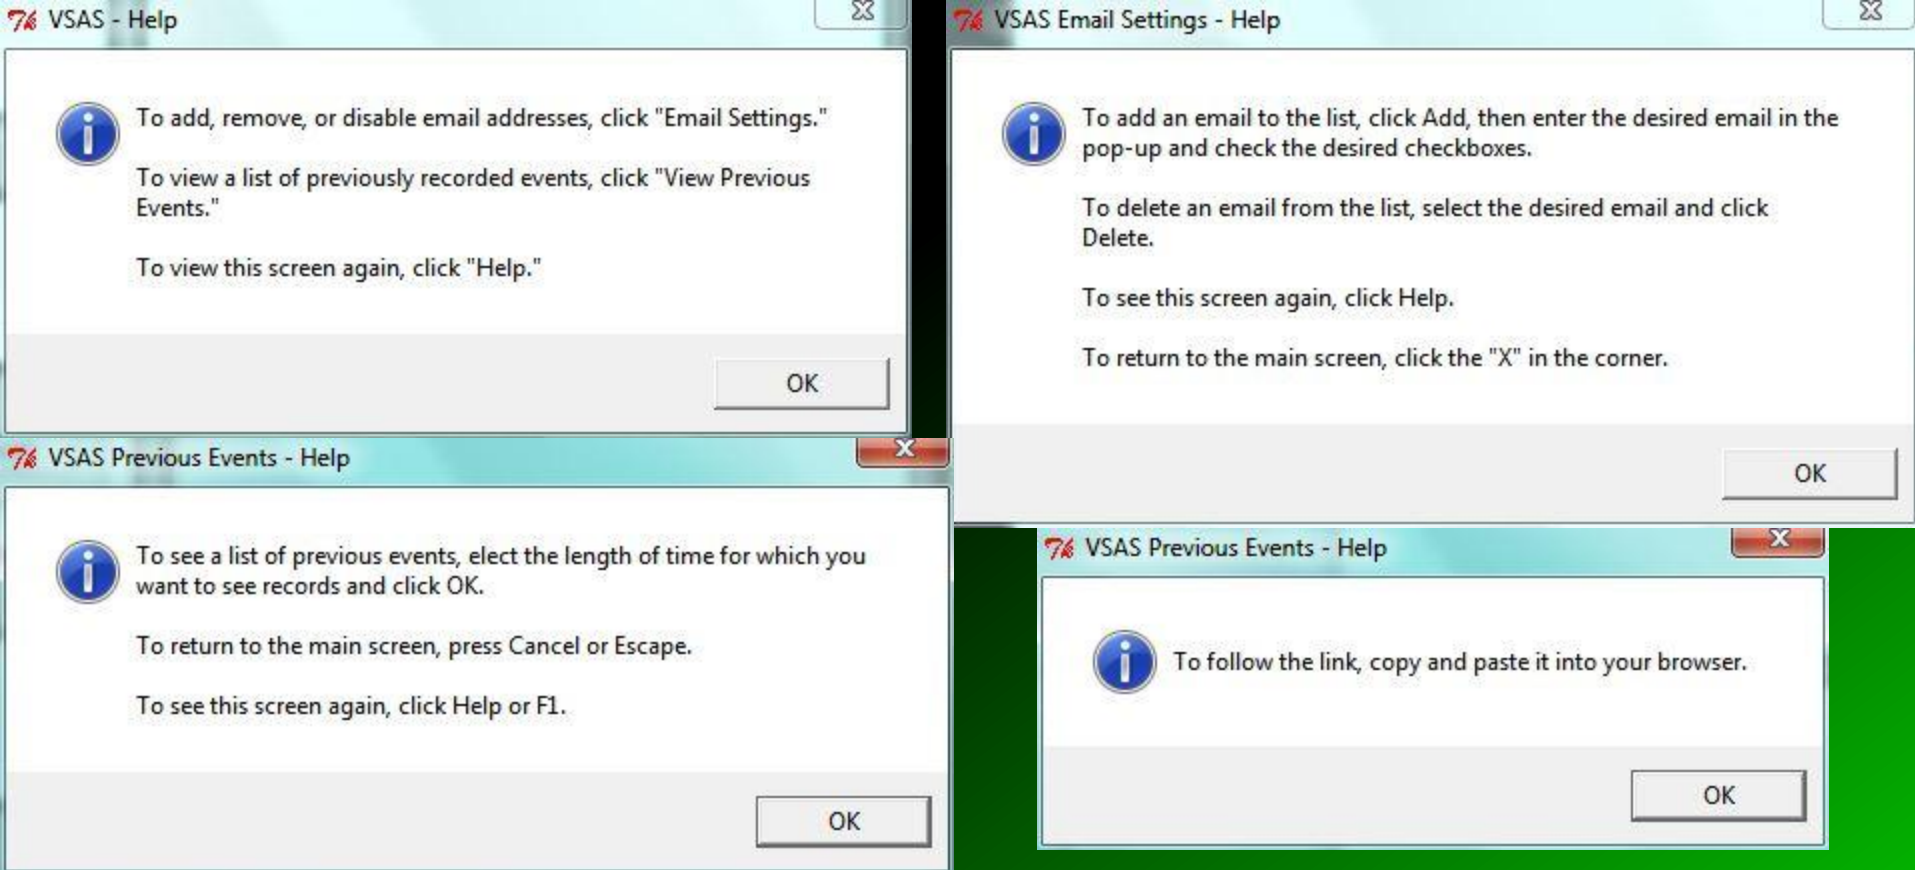 VSAS - Help
To add, remove, or disable email addresses, click "Email Settings."
To view a list of previously recorded events, click "View Previous
Events."
To view this screen again, click "Help."
OK
VSAS Email Settings - Help
To add an email to the list, click Add, then enter the desired email in the
pop-up and check the desired checkboxes.
To delete an email from the list, select the desired email and click
Delete.
To see this screen again, click Help.
To return to the main screen, click the "X" in the corner.
OK
VSAS Previous Events - Help
To see a list of previous events, elect the length of time for which you
want to see records and click OK.
To return to the main screen, press Cancel or Escape.
To see this screen again, click Help or F1.
OK
VSAS Previous Events - Help
To follow the link, copy and paste it into your browser.
OK